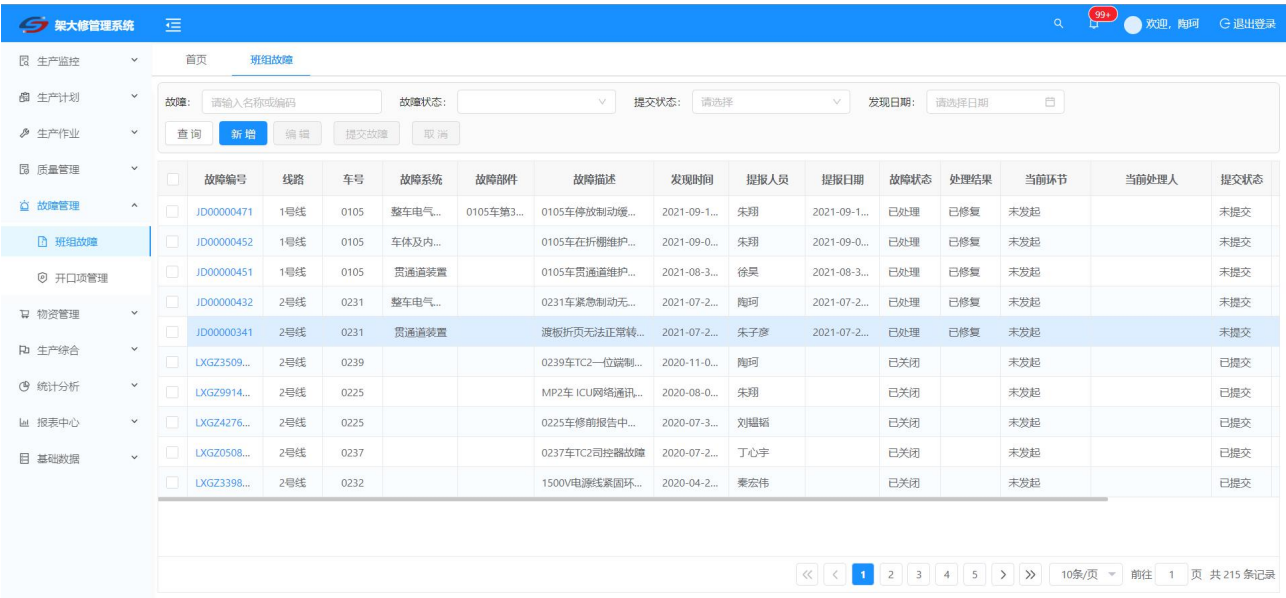 架大修管理系统 99+ 欢迎, 陶珂 退出登录
生产监控
生产计划
生产作业
质量管理
故障管理
班组故障
开口项管理
物资管理
生产综合
统计分析
报表中心
基础数据
首页 班组故障
故障: 请输入名称或编码 故障状态: 提交状态: 请选择 发现日期: 请选择日期
查询 新增 编辑 提交故障 取消
故障编号 线路 车号 故障系统 故障部件 故障描述 发现时间 提报人员 提报日期 故障状态 处理结果 当前环节 当前处理人 提交状态
JD00000471 1号线 0105 整车电气... 0105车第3... 0105车停放制动缓... 2021-09-1... 朱翔 2021-09-1... 已处理 已修复 未发起 未提交
JD00000452 1号线 0105 车体及内... 0105车在折棚维护... 2021-09-0... 朱翔 2021-09-0... 已处理 已修复 未发起 未提交
JD00000451 1号线 0105 贯通道装置 0105车贯通道维护... 2021-08-3... 徐昊 2021-08-3... 已处理 已修复 未发起 未提交
JD00000432 2号线 0231 整车电气... 0231车紧急制动无... 2021-07-2... 陶珂 2021-07-2... 已处理 已修复 未发起 未提交
JD00000341 2号线 0231 贯通道装置 渡板折页无法正常转... 2021-07-2... 朱子彦 2021-07-2... 已处理 已修复 未发起 未提交
LXGZ3509... 2号线 0239 0239车TC2一位端制... 2020-11-0... 陶珂 已关闭 未发起 已提交
LXGZ9914... 2号线 0225 MP2车 ICU网络通讯... 2020-08-0... 朱翔 已关闭 未发起 已提交
LXGZ4276... 2号线 0225 0225车修前报告中... 2020-07-3... 刘韫韬 已关闭 未发起 已提交
LXGZ0508... 2号线 0237 0237车TC2司控器故障 2020-07-2... 丁心宇 已关闭 未发起 已提交
LXGZ3398... 2号线 0232 1500V电源线紧固环... 2020-04-2... 秦宏伟 已关闭 未发起 已提交
1 2 3 4 5 10条/页 前往 1 页 共 215 条记录